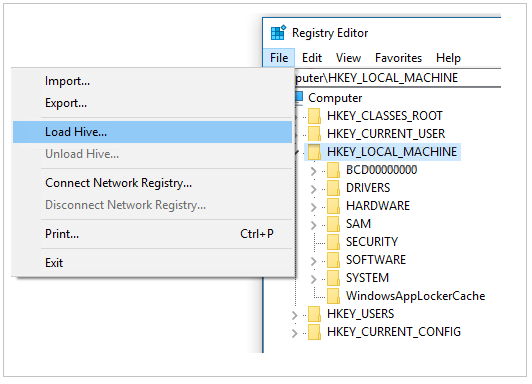 Registry Editor
File Edit View Favorites Help
puter\HKEY_LOCAL_MACHINE
Import...
Export...
Load Hive...
Unload Hive...
Connect Network Registry...
Disconnect Network Registry...
Print... Ctrl+P
Exit
Computer
HKEY_CLASSES_ROOT
HKEY_CURRENT_USER
HKEY_LOCAL_MACHINE
BCD00000000
DRIVERS
HARDWARE
SAM
SECURITY
SOFTWARE
SYSTEM
WindowsAppLockerCache
HKEY_USERS
HKEY_CURRENT_CONFIG